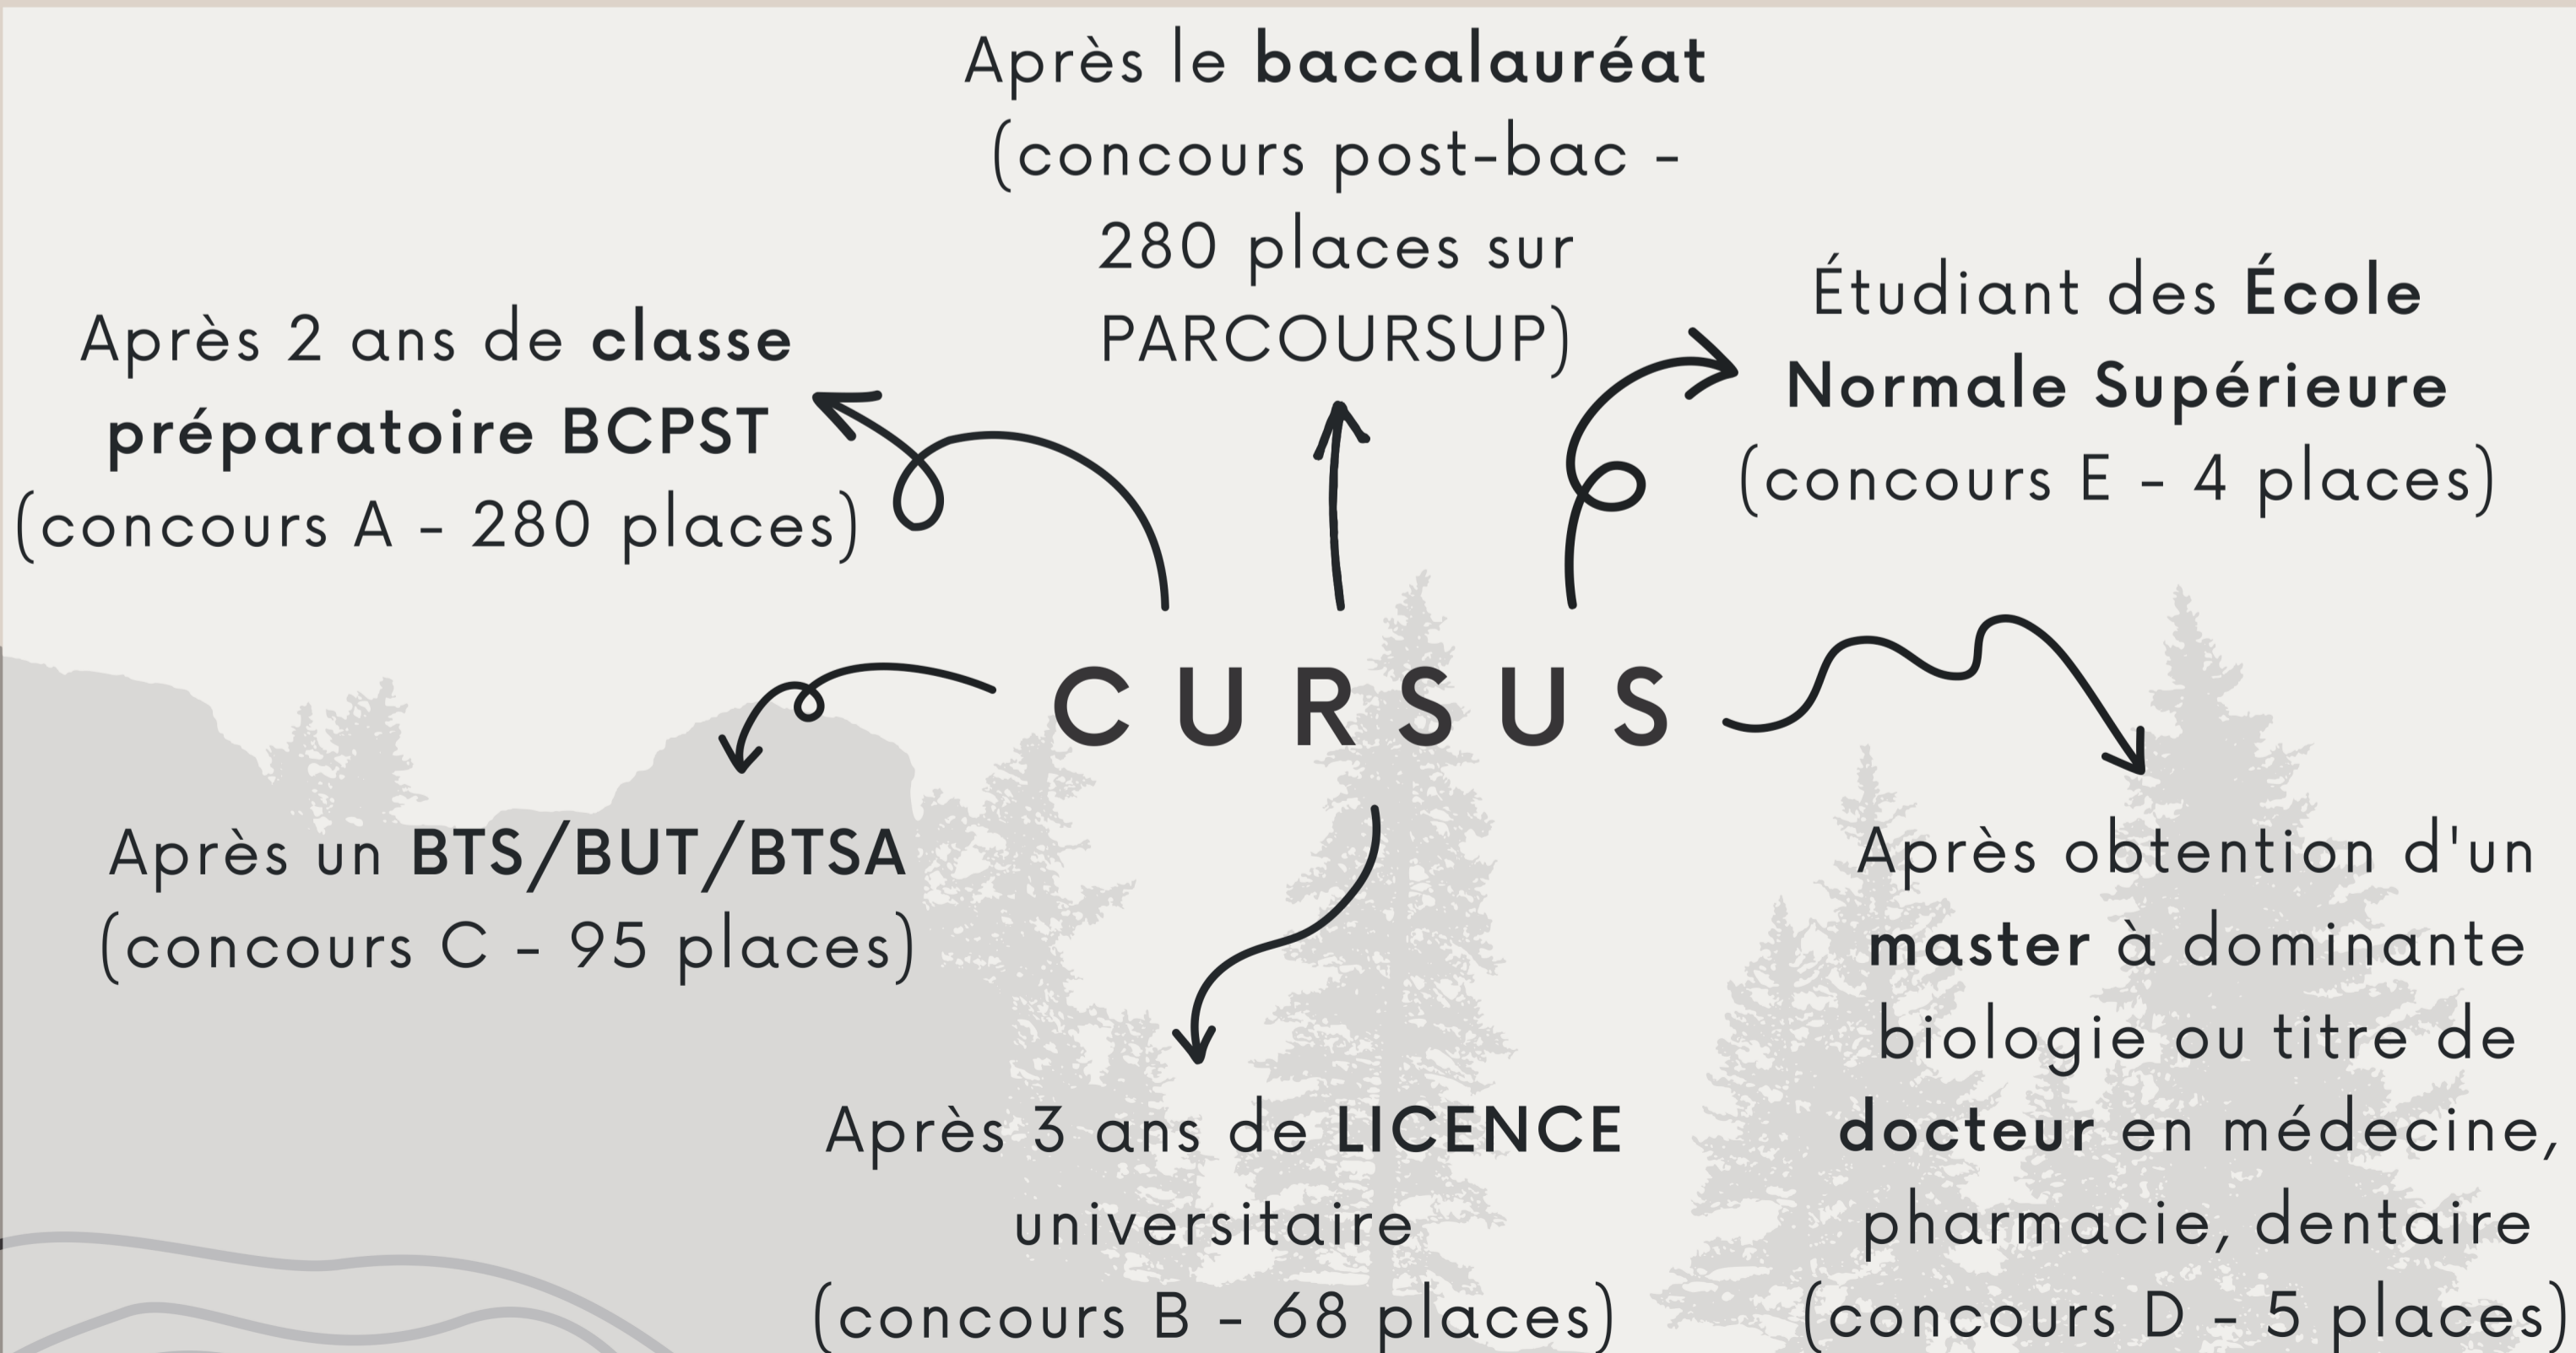 Après le baccalauréat
(concours post-bac -
280 places sur
PARCOURSUP)
Après 2 ans de classe
préparatoire BCPST
(concours A - 280 places)
Étudiant des École
Normale Supérieure
(concours E - 4 places)
CURSUS
Après un BTS/BUT/BTSA
(concours C - 95 places)
Après 3 ans de LICENCE
universitaire
(concours B - 68 places)
Après obtention d'un
master à dominante
biologie ou titre de
docteur en médecine,
pharmacie, dentaire
(concours D - 5 places)